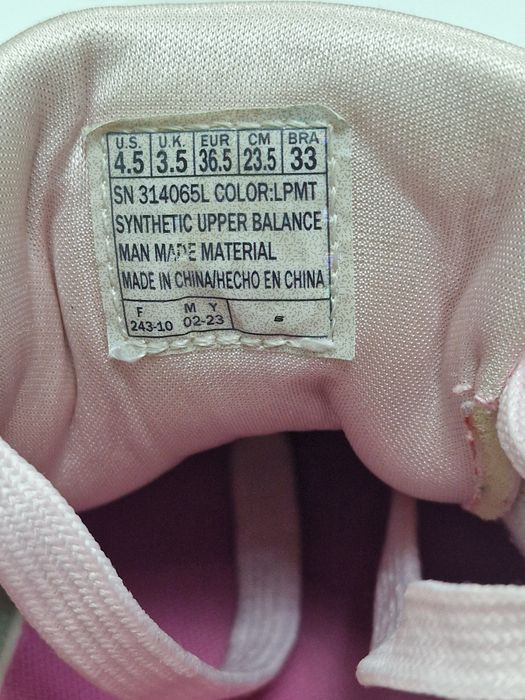 U.S. U.K. EUR CM BRA
4.5 3.5 36.5 23.5 33
SN 314065L COLOR:LPMT
SYNTHETIC UPPER BALANCE
MAN MADE MATERIAL
MADE IN CHINA/HECHO EN CHINA
F M Y
243-10 02-23